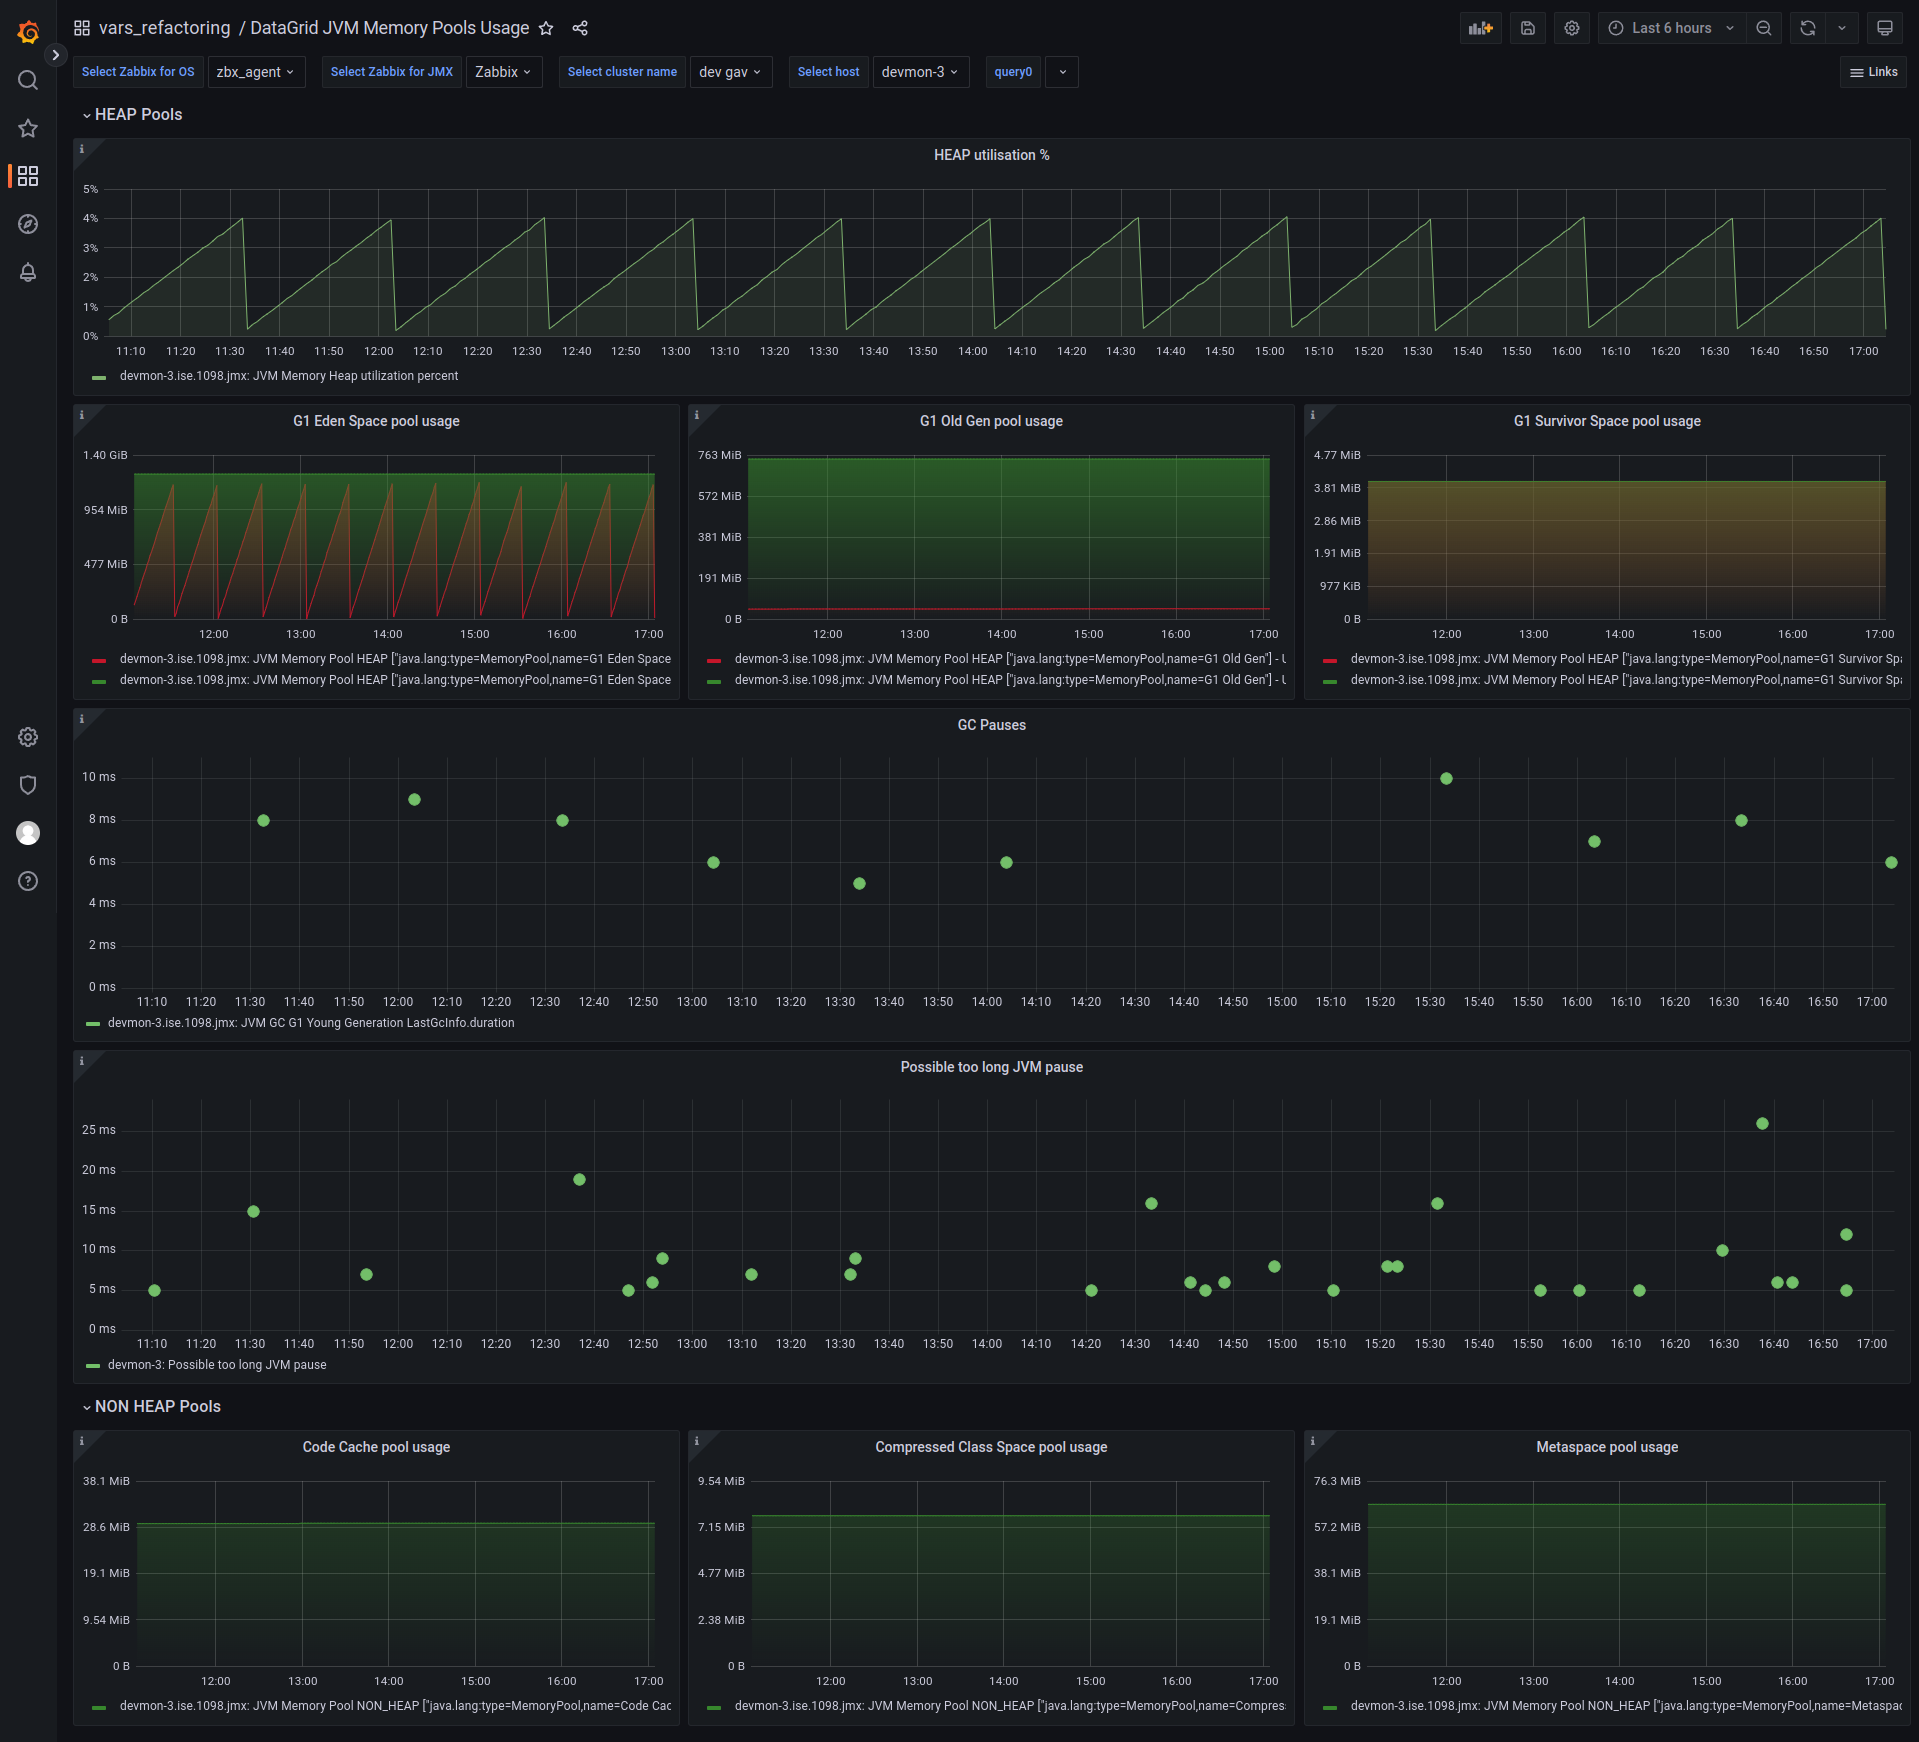 vars_refactoring / DataGrid JVM Memory Pools Usage
Last 6 hours
Select Zabbix for OS zbx_agent Select Zabbix for JMX Zabbix Select cluster name dev gav Select host devmon-3 query0 Links
HEAP Pools
HEAP utilisation %
5%
4%
3%
2%
1%
0%
11:10 11:20 11:30 11:40 11:50 12:00 12:10 12:20 12:30 12:40 12:50 13:00 13:10 13:20 13:30 13:40 13:50 14:00 14:10 14:20 14:30 14:40 14:50 15:00 15:10 15:20 15:30 15:40 15:50 16:00 16:10 16:20 16:30 16:40 16:50 17:00
devmon-3.ise.1098.jmx: JVM Memory Heap utilization percent
G1 Eden Space pool usage
1.40 GiB
954 MiB
477 MiB
0 B
12:00 13:00 14:00 15:00 16:00 17:00
devmon-3.ise.1098.jmx: JVM Memory Pool HEAP ["java.lang:type=MemoryPool,name=G1 Eden Space
devmon-3.ise.1098.jmx: JVM Memory Pool HEAP ["java.lang:type=MemoryPool,name=G1 Eden Space
G1 Old Gen pool usage
763 MiB
572 MiB
381 MiB
191 MiB
0 B
12:00 13:00 14:00 15:00 16:00 17:00
devmon-3.ise.1098.jmx: JVM Memory Pool HEAP ["java.lang:type=MemoryPool,name=G1 Old Gen"] - U
devmon-3.ise.1098.jmx: JVM Memory Pool HEAP ["java.lang:type=MemoryPool,name=G1 Old Gen"] - U
G1 Survivor Space pool usage
4.77 MiB
3.81 MiB
2.86 MiB
1.91 MiB
977 KiB
0 B
12:00 13:00 14:00 15:00 16:00 17:00
devmon-3.ise.1098.jmx: JVM Memory Pool HEAP ["java.lang:type=MemoryPool,name=G1 Survivor Spa
devmon-3.ise.1098.jmx: JVM Memory Pool HEAP ["java.lang:type=MemoryPool,name=G1 Survivor Spa
GC Pauses
10 ms
8 ms
6 ms
4 ms
2 ms
0 ms
11:10 11:20 11:30 11:40 11:50 12:00 12:10 12:20 12:30 12:40 12:50 13:00 13:10 13:20 13:30 13:40 13:50 14:00 14:10 14:20 14:30 14:40 14:50 15:00 15:10 15:20 15:30 15:40 15:50 16:00 16:10 16:20 16:30 16:40 16:50 17:00
devmon-3.ise.1098.jmx: JVM GC G1 Young Generation LastGcInfo.duration
Possible too long JVM pause
25 ms
20 ms
15 ms
10 ms
5 ms
0 ms
11:10 11:20 11:30 11:40 11:50 12:00 12:10 12:20 12:30 12:40 12:50 13:00 13:10 13:20 13:30 13:40 13:50 14:00 14:10 14:20 14:30 14:40 14:50 15:00 15:10 15:20 15:30 15:40 15:50 16:00 16:10 16:20 16:30 16:40 16:50 17:00
devmon-3: Possible too long JVM pause
NON HEAP Pools
Code Cache pool usage
38.1 MiB
28.6 MiB
19.1 MiB
9.54 MiB
0 B
12:00 13:00 14:00 15:00 16:00 17:00
devmon-3.ise.1098.jmx: JVM Memory Pool NON_HEAP ["java.lang:type=MemoryPool,name=Code Cac
Compressed Class Space pool usage
9.54 MiB
7.15 MiB
4.77 MiB
2.38 MiB
0 B
12:00 13:00 14:00 15:00 16:00 17:00
devmon-3.ise.1098.jmx: JVM Memory Pool NON_HEAP ["java.lang:type=MemoryPool,name=Compres
Metaspace pool usage
76.3 MiB
57.2 MiB
38.1 MiB
19.1 MiB
0 B
12:00 13:00 14:00 15:00 16:00 17:00
devmon-3.ise.1098.jmx: JVM Memory Pool NON_HEAP ["java.lang:type=MemoryPool,name=Metaspac